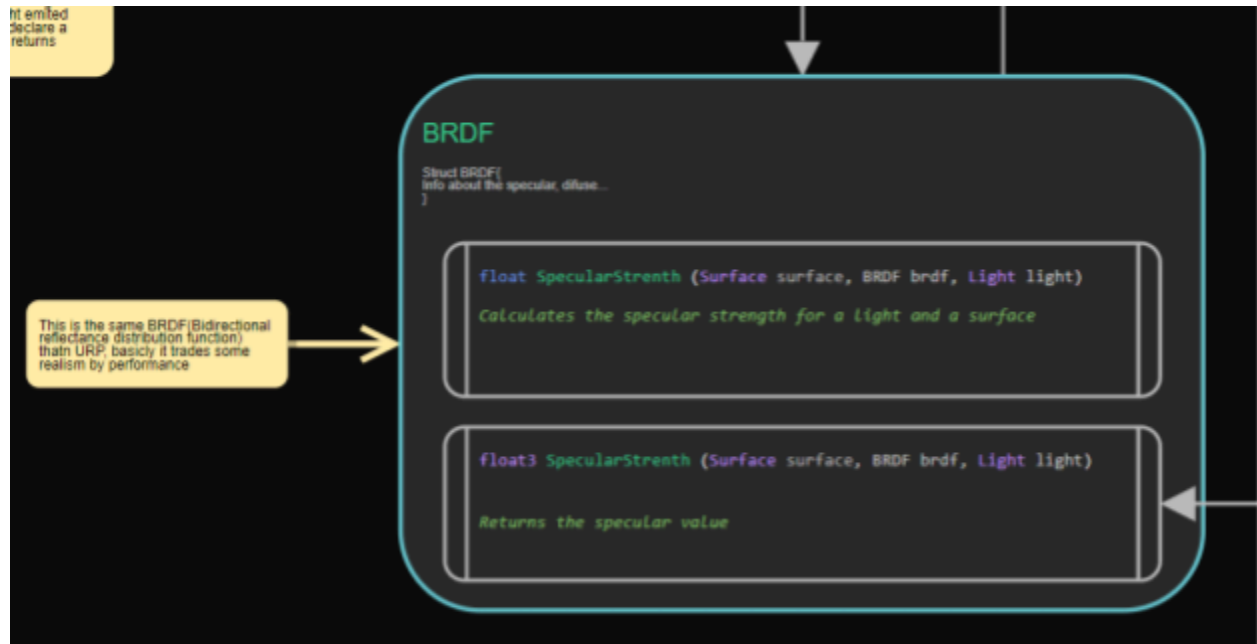 ht emited
declare a
returns
BRDF
Struct BRDF{
Info about the specular, difuse...
}
float SpecularStrenth (Surface surface, BRDF brdf, Light light)
Calculates the specular strength for a light and a surface
This is the same BRDF(Bidirectional
reflectance distribution function)
thatn URP, basicly it trades some
realism by performance
float3 SpecularStrenth (Surface surface, BRDF brdf, Light light)
Returns the specular value